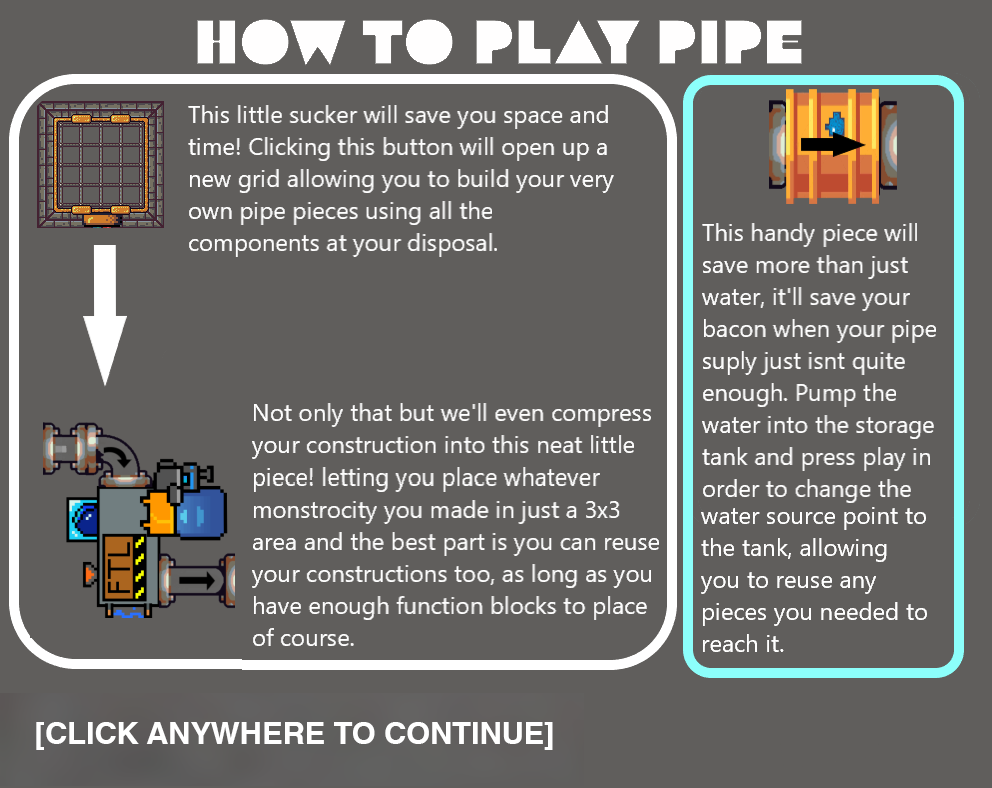 HOW TO PLAY PIPE
This little sucker will save you space and
time! Clicking this button will open up a
new grid allowing you to build your very
own pipe pieces using all the
components at your disposal.
Not only that but we'll even compress
your construction into this neat little
piece! letting you place whatever
monstrocity you made in just a 3x3
area and the best part is you can reuse
your constructions too, as long as you
have enough function blocks to place
of course.
FTL
This handy piece will
save more than just
water, it'll save your
bacon when your pipe
suply just isnt quite
enough. Pump the
water into the storage
tank and press play in
order to change the
water source point to
the tank, allowing
you to reuse any
pieces you needed to
reach it.
[CLICK ANYWHERE TO CONTINUE]